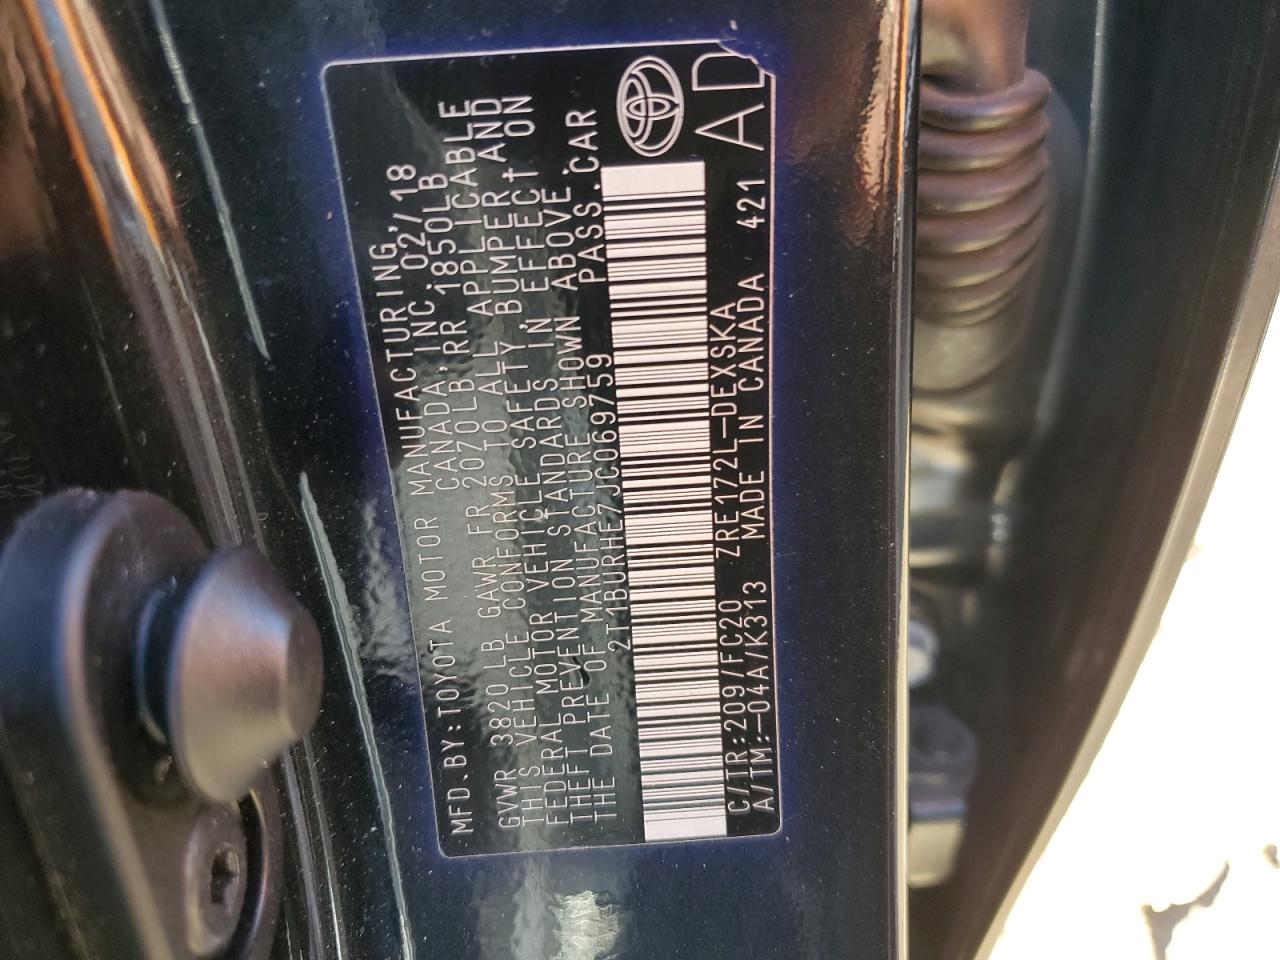 MFD.BY:TOYOTA MOTOR MANUFACTURING,
CANADA, INC. 02/18
GVWR 3820 LB GAWR FR 2070LB RR 1850LB
THIS VEHICLE CONFORMS TO ALL APPLICABLE
FEDERAL MOTOR VEHICLE SAFETY, BUMPER, AND
THEFT PREVENTION STANDARDS IN EFFECT ON
THE DATE OF MANUFACTURE SHOWN ABOVE.
2T1BURHE7JC069759 PASS.CAR
C/TR:209/FC20 ZRE172L-DEXSKA
A/TM:-04A/K313 MADE IN CANADA 421
AD